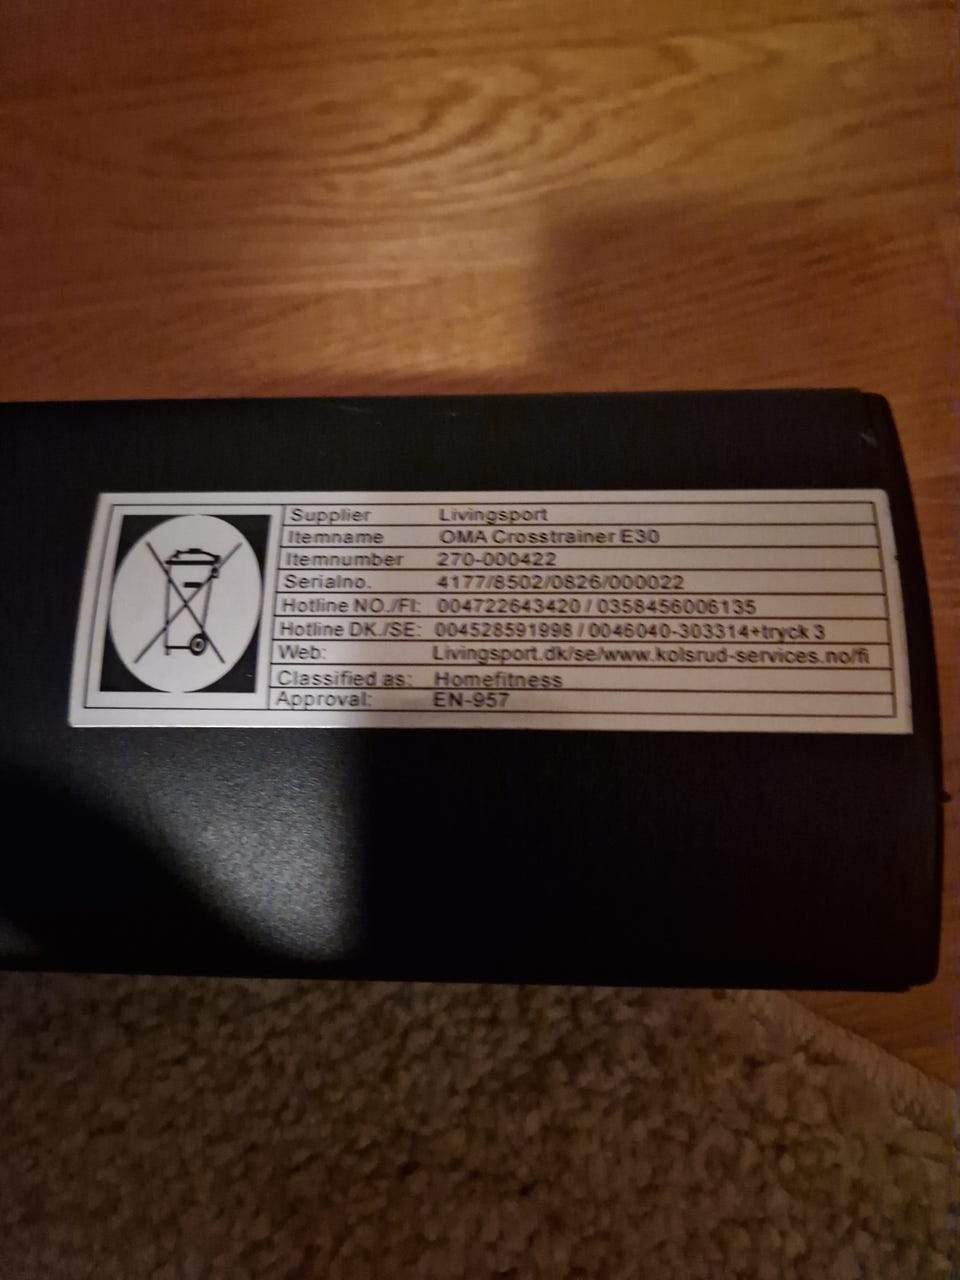 Supplier Livingsport
Itemname OMA Crosstrainer E30
Itemnumber 270-000422
Serialno. 4177/8502/0826/000022
Hotline NO./FI: 004722643420 / 0358456006135
Hotline DK./SE: 004528591998 / 0046040-303314+tryck 3
Web: Livingsport.dk/se/www.kolsrud-services.no/fi
Classified as: Homefitness
Approval: EN-957